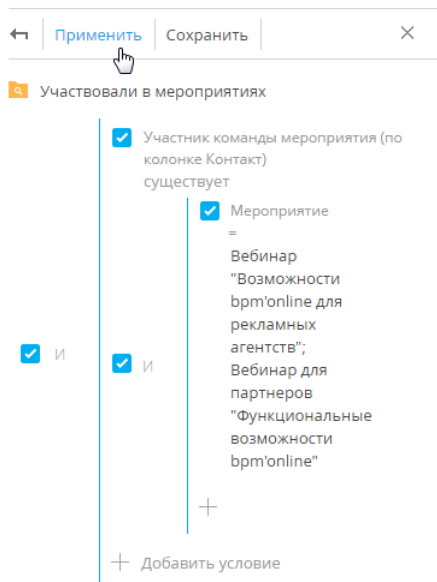 Применить Сохранить
Участвовали в мероприятиях
Участник команды мероприятия (по
колонке Контакт)
существует
Мероприятие
=
Вебинар
"Возможности
bpm'online для
рекламных
агентств";
Вебинар для
партнеров
"Функциональные
возможности
bpm'online"
И
И
Добавить условие